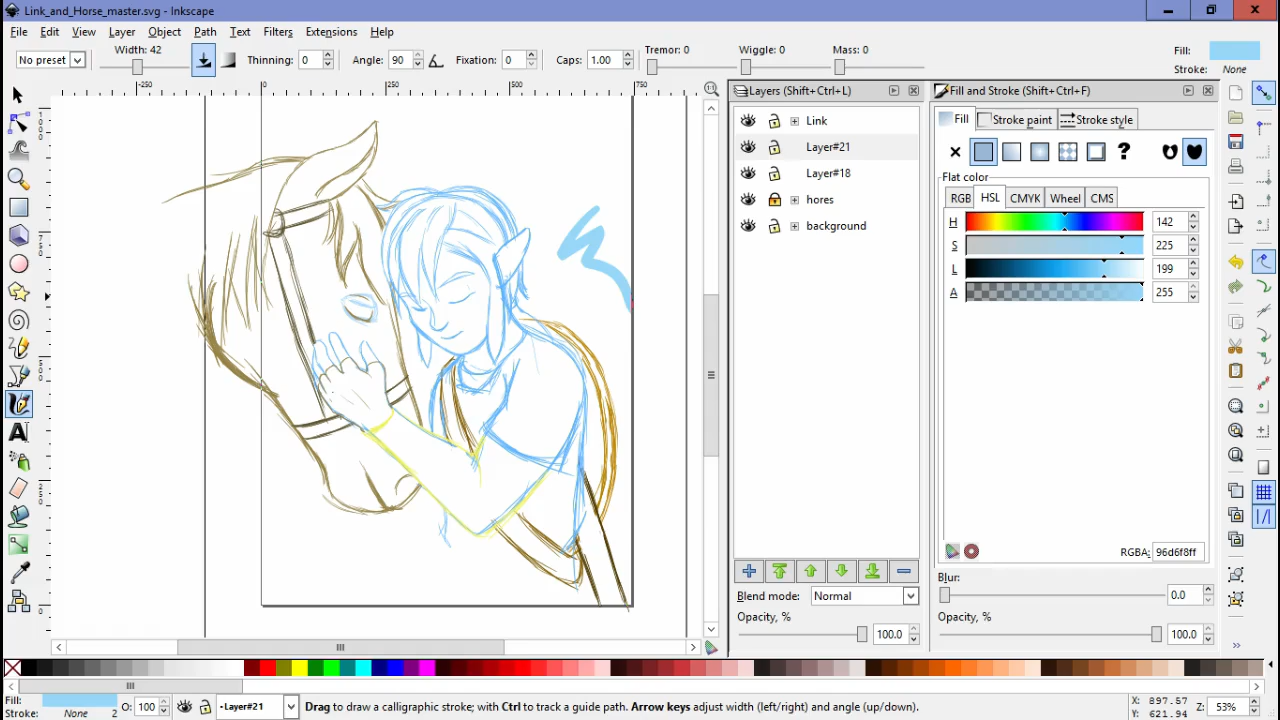 Link_and_Horse_master.svg - Inkscape
File Edit View Layer Object Path Text Filters Extensions Help
No preset Width: 42 Thinning: 0 Angle: 90 Fixation: 0 Caps: 1.00 Tremor: 0 Wiggle: 0 Mass: 0 Fill:
Stroke: None
-250 0 250 500 750
Layers (Shift+Ctrl+L)
Link
Layer#21
Layer#18
hores
background
Blend mode: Normal
Opacity, %
100.0
Fill and Stroke (Shift+Ctrl+F)
Fill Stroke paint Stroke style
?
Flat color
RGB HSL CMYK Wheel CMS
H 142
S 225
L 199
A 255
RGBA: 96d6f8ff
Blur:
0.0
Opacity, %
100.0
Fill:
Stroke: None 2 O: 100 •Layer#21 Drag to draw a calligraphic stroke; with Ctrl to track a guide path. Arrow keys adjust width (left/right) and angle (up/down). X: 897.57
Y: 621.94 Z: 53%